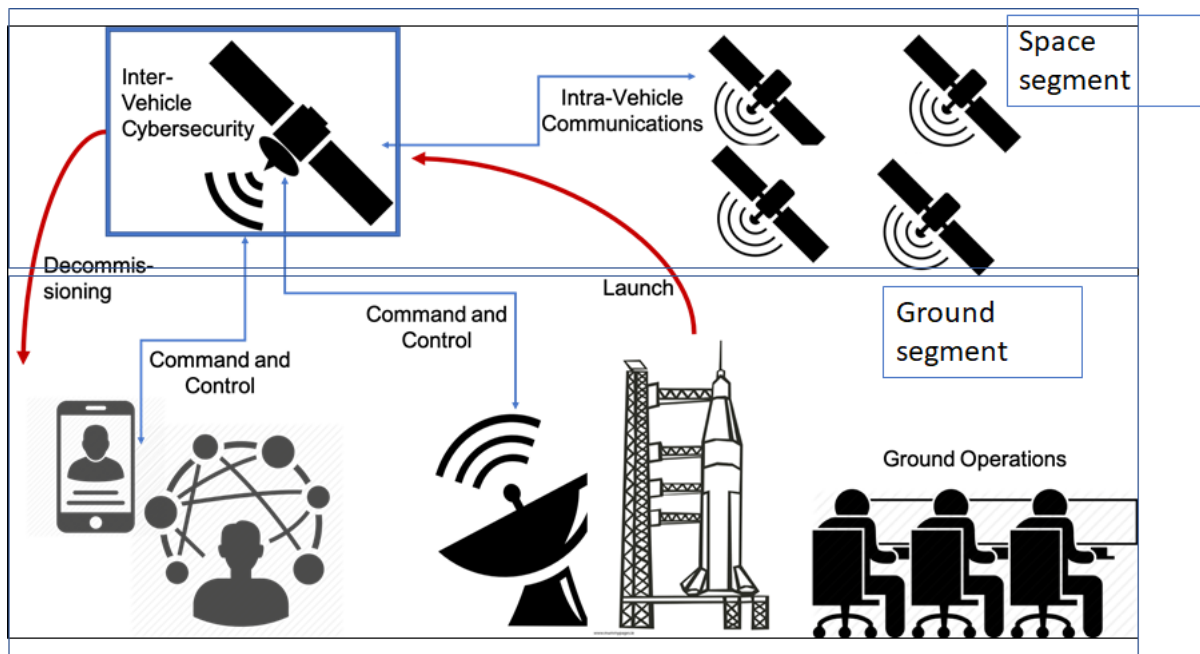 Space
segment
Inter-
Vehicle
Cybersecurity
Intra-Vehicle
Communications
Decommis-
sioning
Launch
Command and
Control
Ground
segment
Command and
Control
Ground Operations